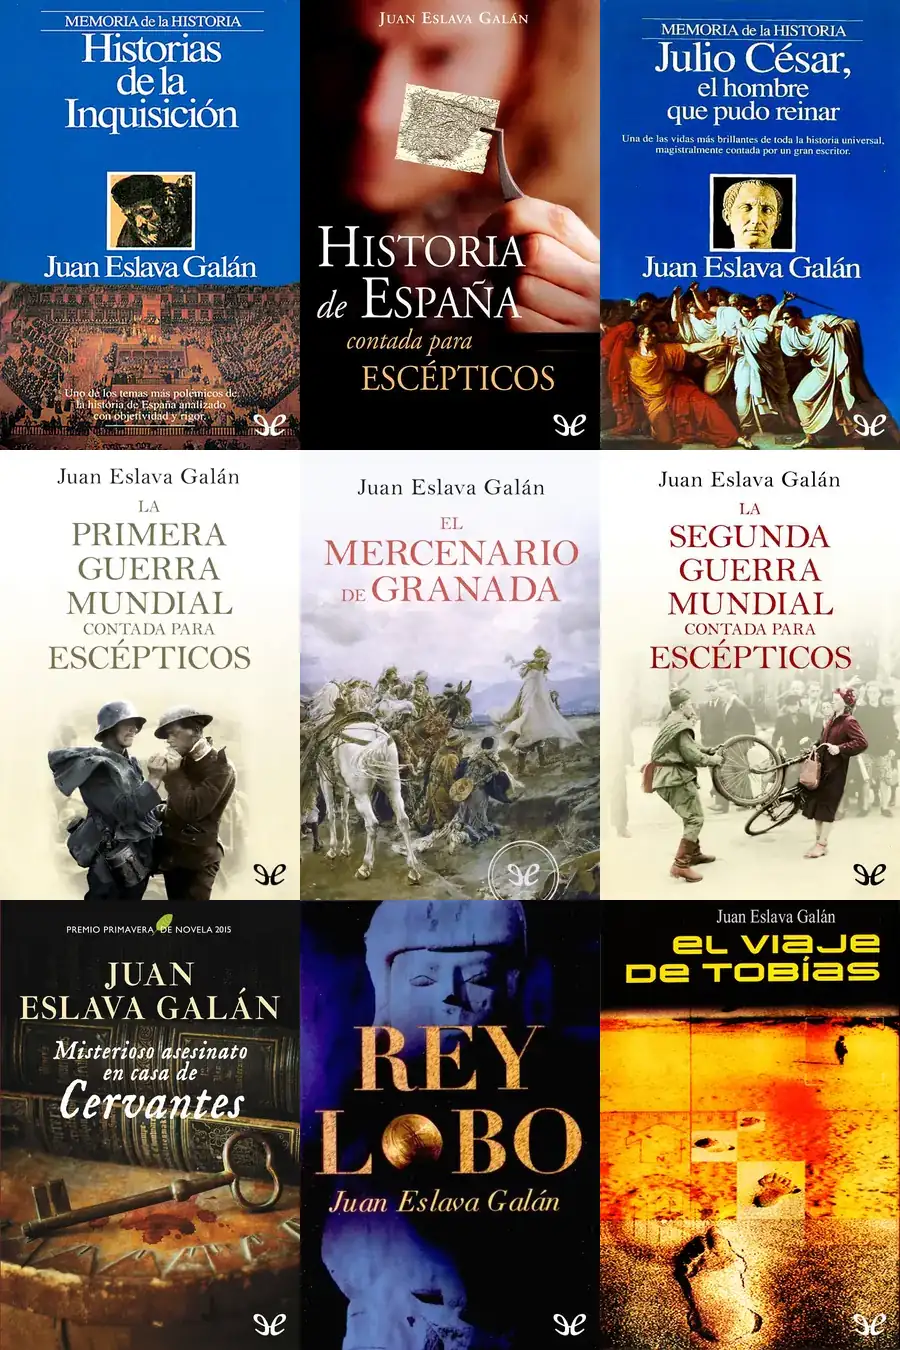 MEMORIA de la HISTORIA
Historias
de la
Inquisición
Juan Eslava Galán
Uno de los temas más polémicos de
la historia de España analizado
con objetividad y rigor.
JUAN ESLAVA GALÁN
HISTORIA
de ESPAÑA
contada para
ESCÉPTICOS
MEMORIA de la HISTORIA
Julio César,
el hombre
que pudo reinar
Una de las vidas más brillantes de toda la historia universal,
magistralmente contada por un gran escritor.
Juan Eslava Galán
Juan Eslava Galán
LA
PRIMERA
GUERRA
MUNDIAL
CONTADA PARA
ESCÉPTICOS
Juan Eslava Galán
EL
MERCENARIO
DE GRANADA
Juan Eslava Galán
LA
SEGUNDA
GUERRA
MUNDIAL
CONTADA PARA
ESCÉPTICOS
PREMIO PRIMAVERA DE NOVELA 2015
JUAN
ESLAVA GALÁN
Misterioso asesinato
en casa de
Cervantes
REY
LOBO
Juan Eslava Galán
Juan Eslava Galán
EL VIAJE
DE TOBÍAS